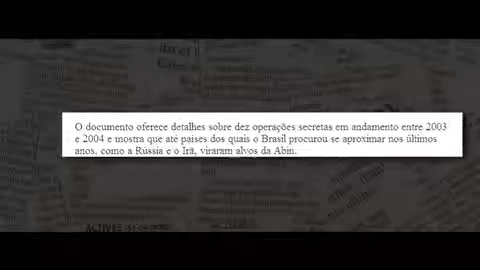 O documento oferece detalhes sobre dez operações secretas em andamento entre 2003
e 2004 e mostra que até países dos quais o Brasil procurou se aproximar nos últimos
anos, como a Rússia e o Irã, viraram alvos da Abin.